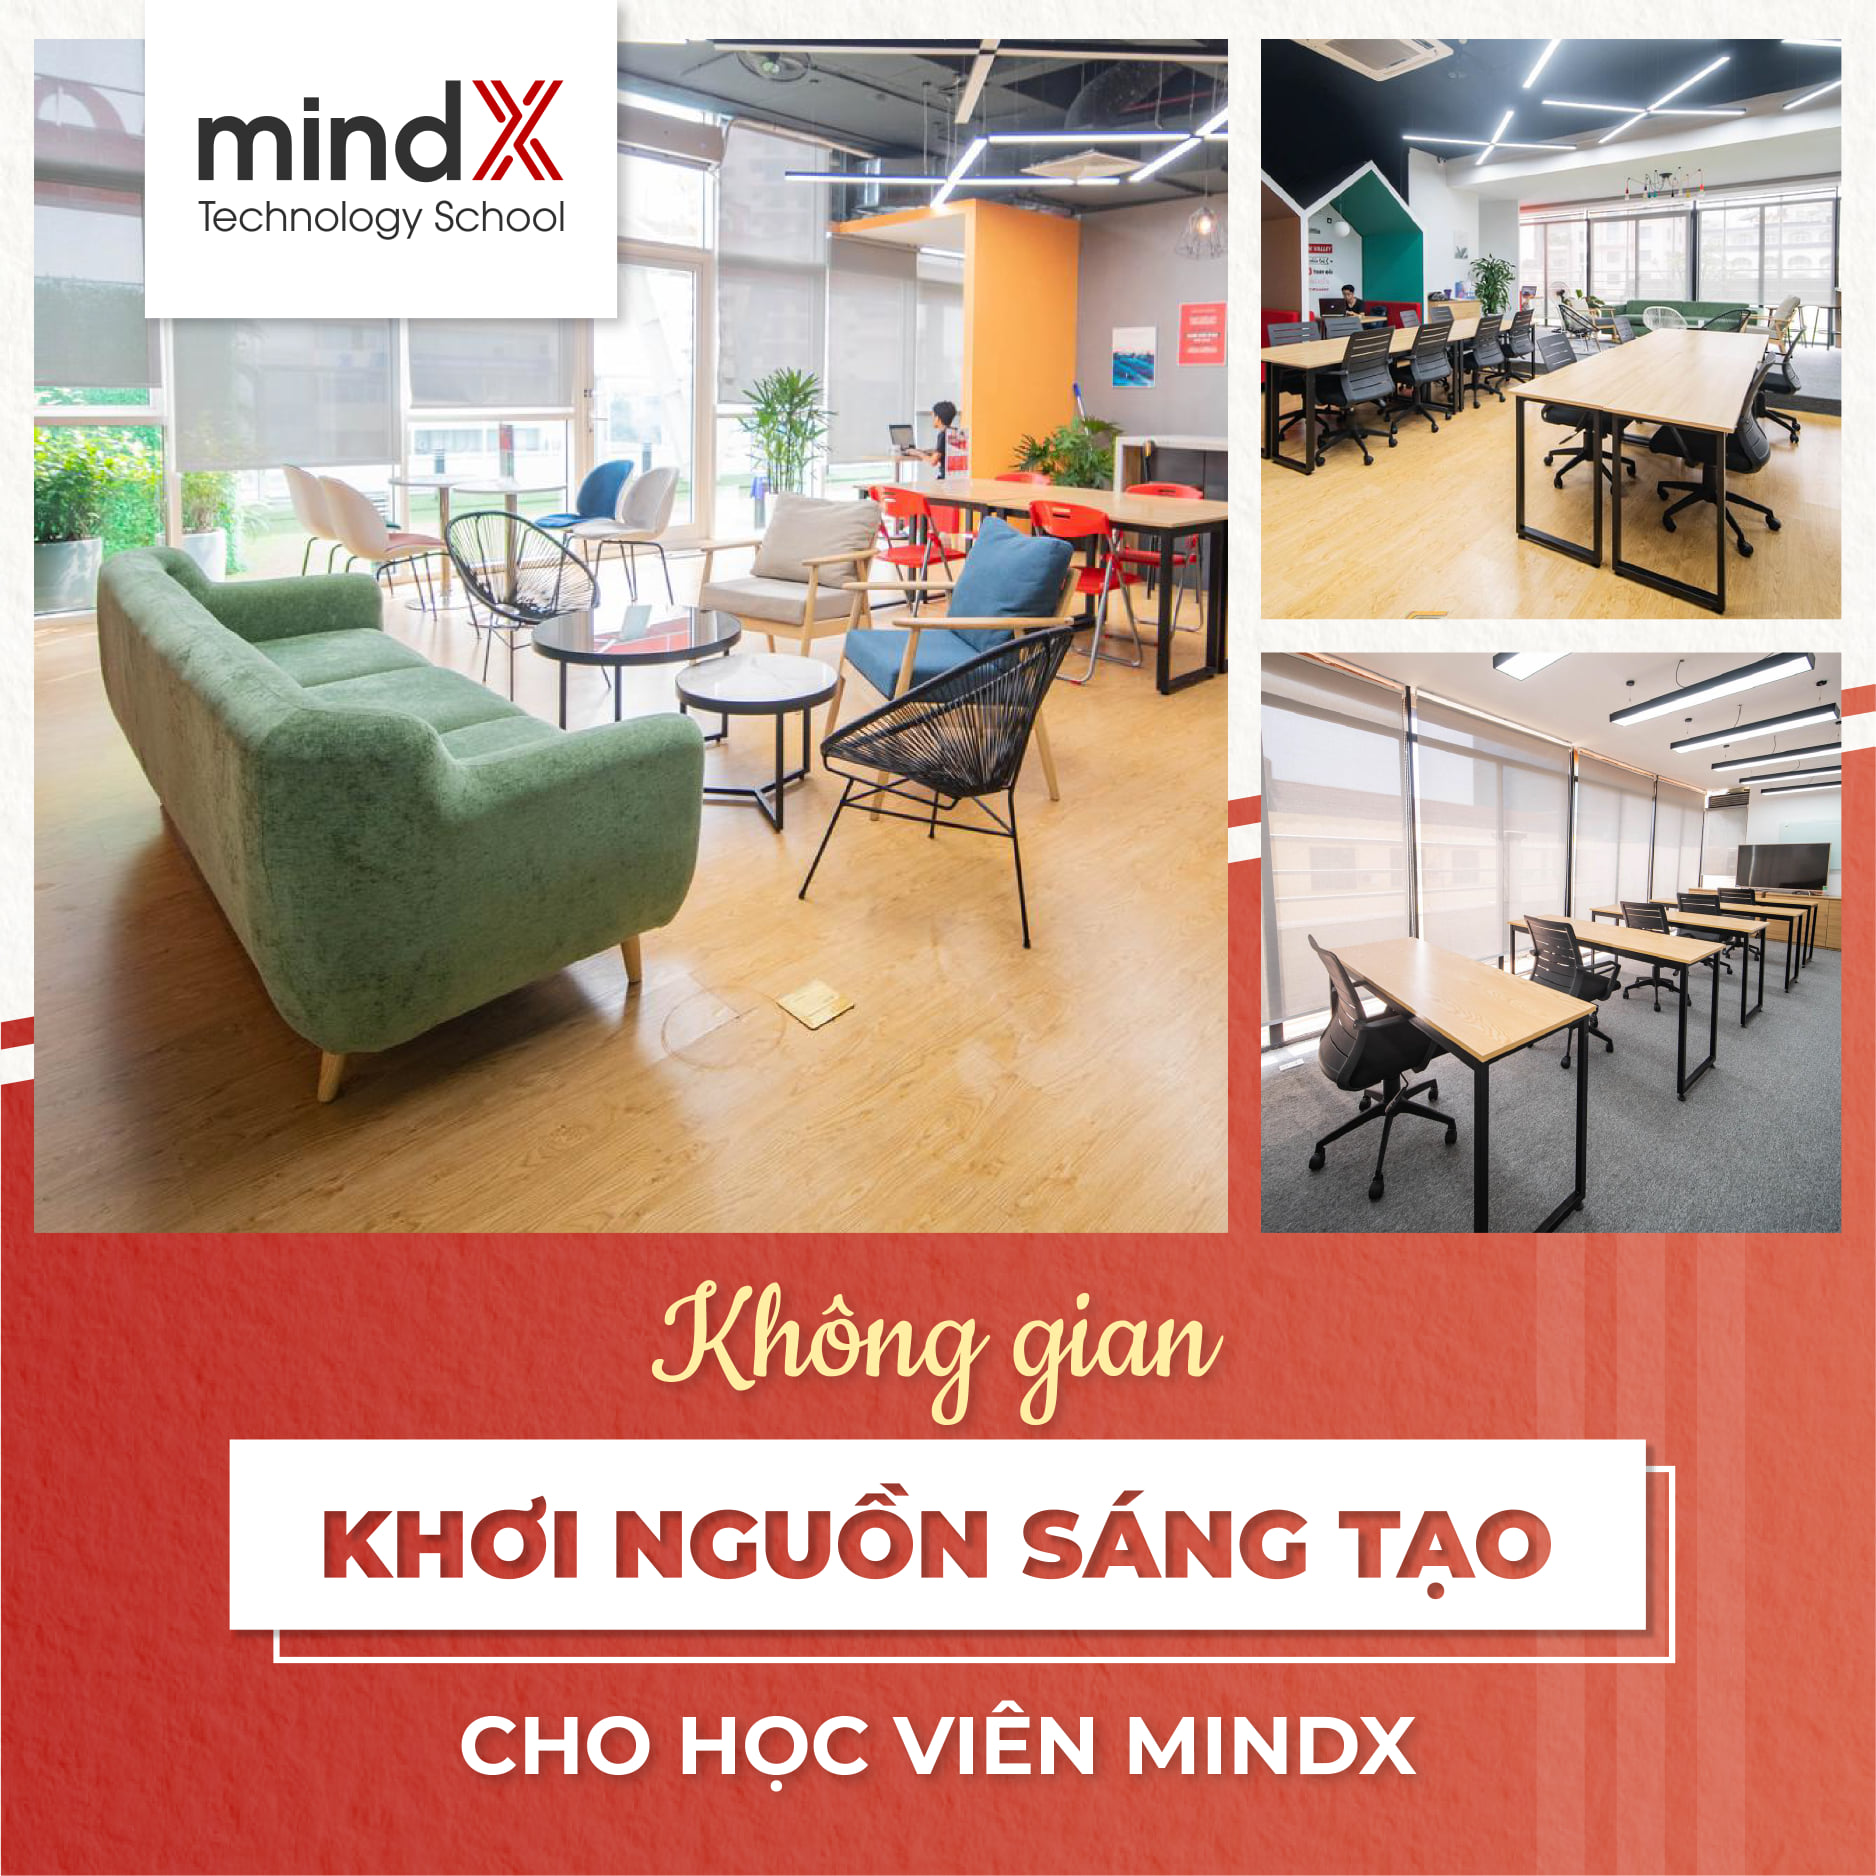 mindX
Technology School
Không gian
KHƠI NGUỒN SÁNG TẠO
CHO HỌC VIÊN MINDX